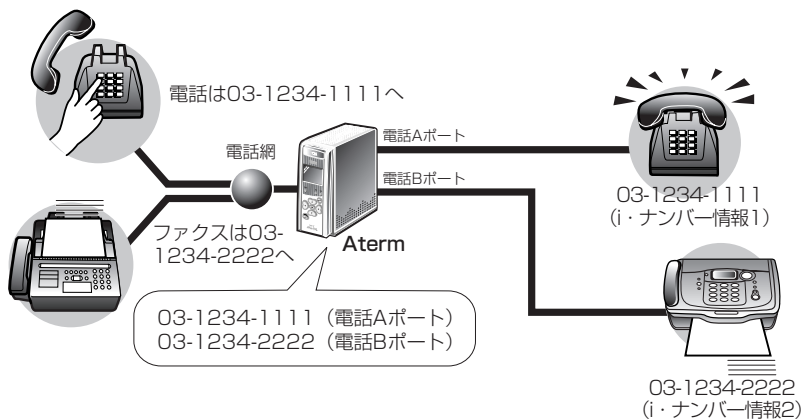 電話は03-1234-1111へ
電話網
電話Aポート
電話Bポート
03-1234-1111
（i・ナンバー情報1）
ファクスは03-
1234-2222へ
Aterm
03-1234-1111（電話Aポート）
03-1234-2222（電話Bポート）
03-1234-2222
（i・ナンバー情報2）